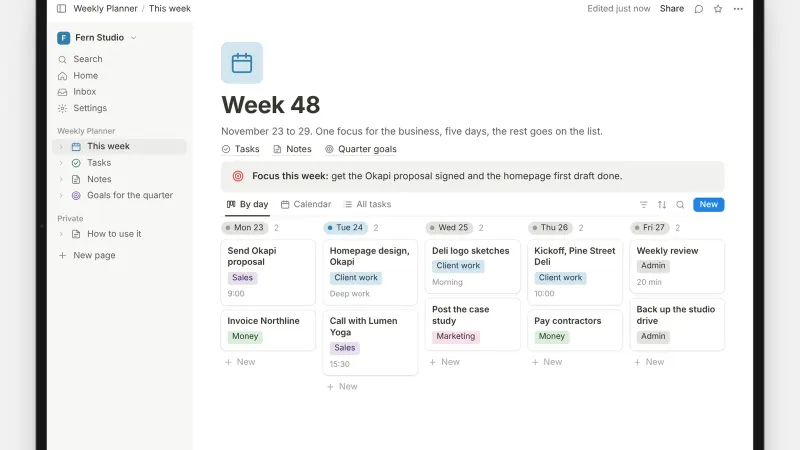 Weekly Planner / This week
Edited just now Share
Fern Studio
Search
Home
Inbox
Settings
Weekly Planner
This week
Tasks
Notes
Goals for the quarter
Private
How to use it
New page
Week 48
November 23 to 29. One focus for the business, five days, the rest goes on the list.
Tasks Notes Quarter goals
Focus this week: get the Okapi proposal signed and the homepage first draft done.
By day Calendar All tasks
New
Mon 23 2
Send Okapi
proposal
Sales
9:00
Invoice Northline
Money
+ New
Tue 24 2
Homepage design,
Okapi
Client work
Deep work
Call with Lumen
Yoga
Sales
15:30
+ New
Wed 25 2
Deli logo sketches
Client work
Morning
Post the case
study
Marketing
+ New
Thu 26 2
Kickoff, Pine Street
Deli
Client work
10:00
Pay contractors
Money
+ New
Fri 27 2
Weekly review
Admin
20 min
Back up the studio
drive
Admin
+ New